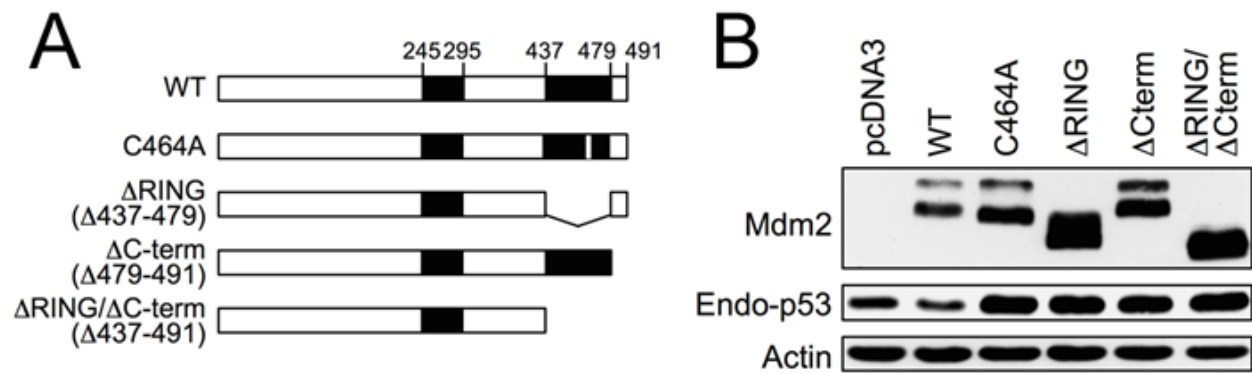 A
245 295 437 479 491
WT
C464A
ΔRING
(Δ437-479)
ΔC-term
(Δ479-491)
ΔRING/ΔC-term
(Δ437-491)
B
pcDNA3
WT
C464A
ΔRING
ΔCterm
ΔRING/
ΔCterm
Mdm2
Endo-p53
Actin